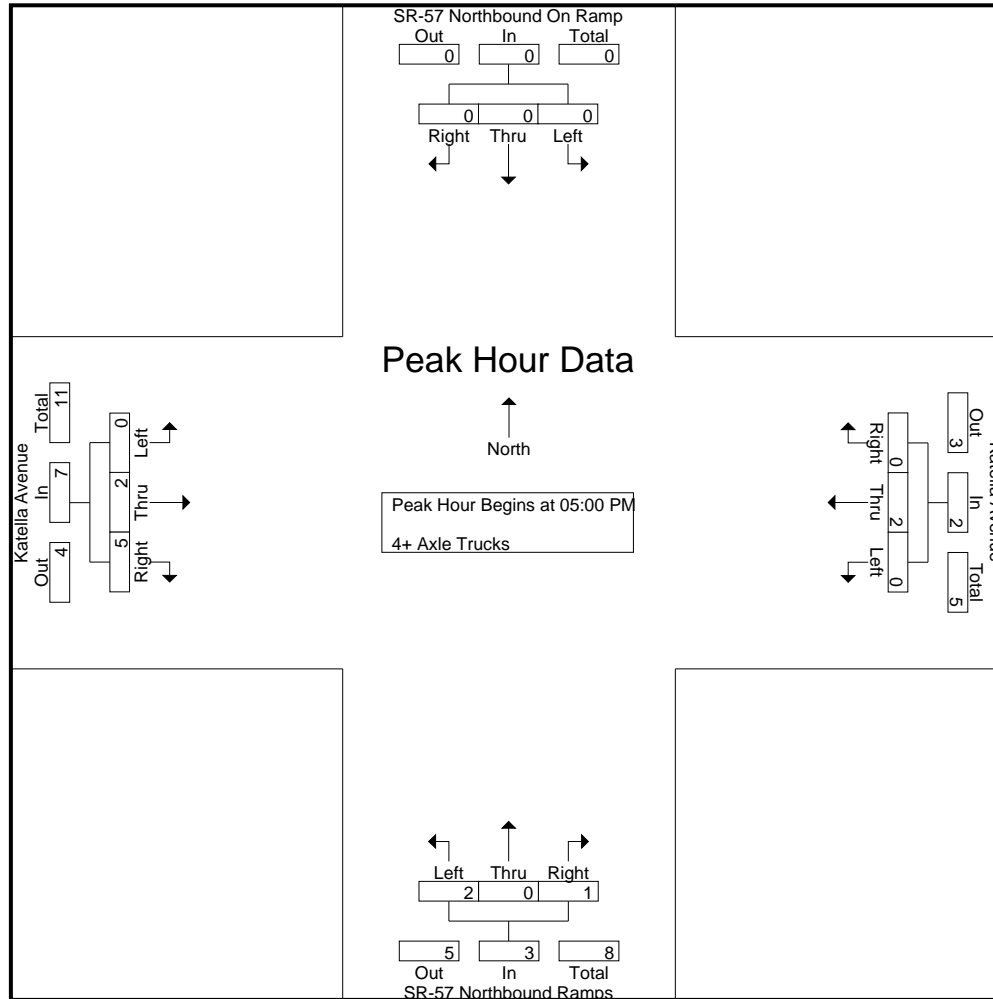 SR-57 Northbound On Ramp
Out In Total
0 0 0
0 0 0
Right Thru Left
Peak Hour Data
North
Peak Hour Begins at 05:00 PM
4+ Axle Trucks
Katella Avenue
Out In Total
4 7 11
5 2 0
Right Thru Left
Out In Total
3 2 5
0 2 0
Right Thru Left
Left Thru Right
2 0 1
5 3 8
Out In Total
SR-57 Northbound Ramps